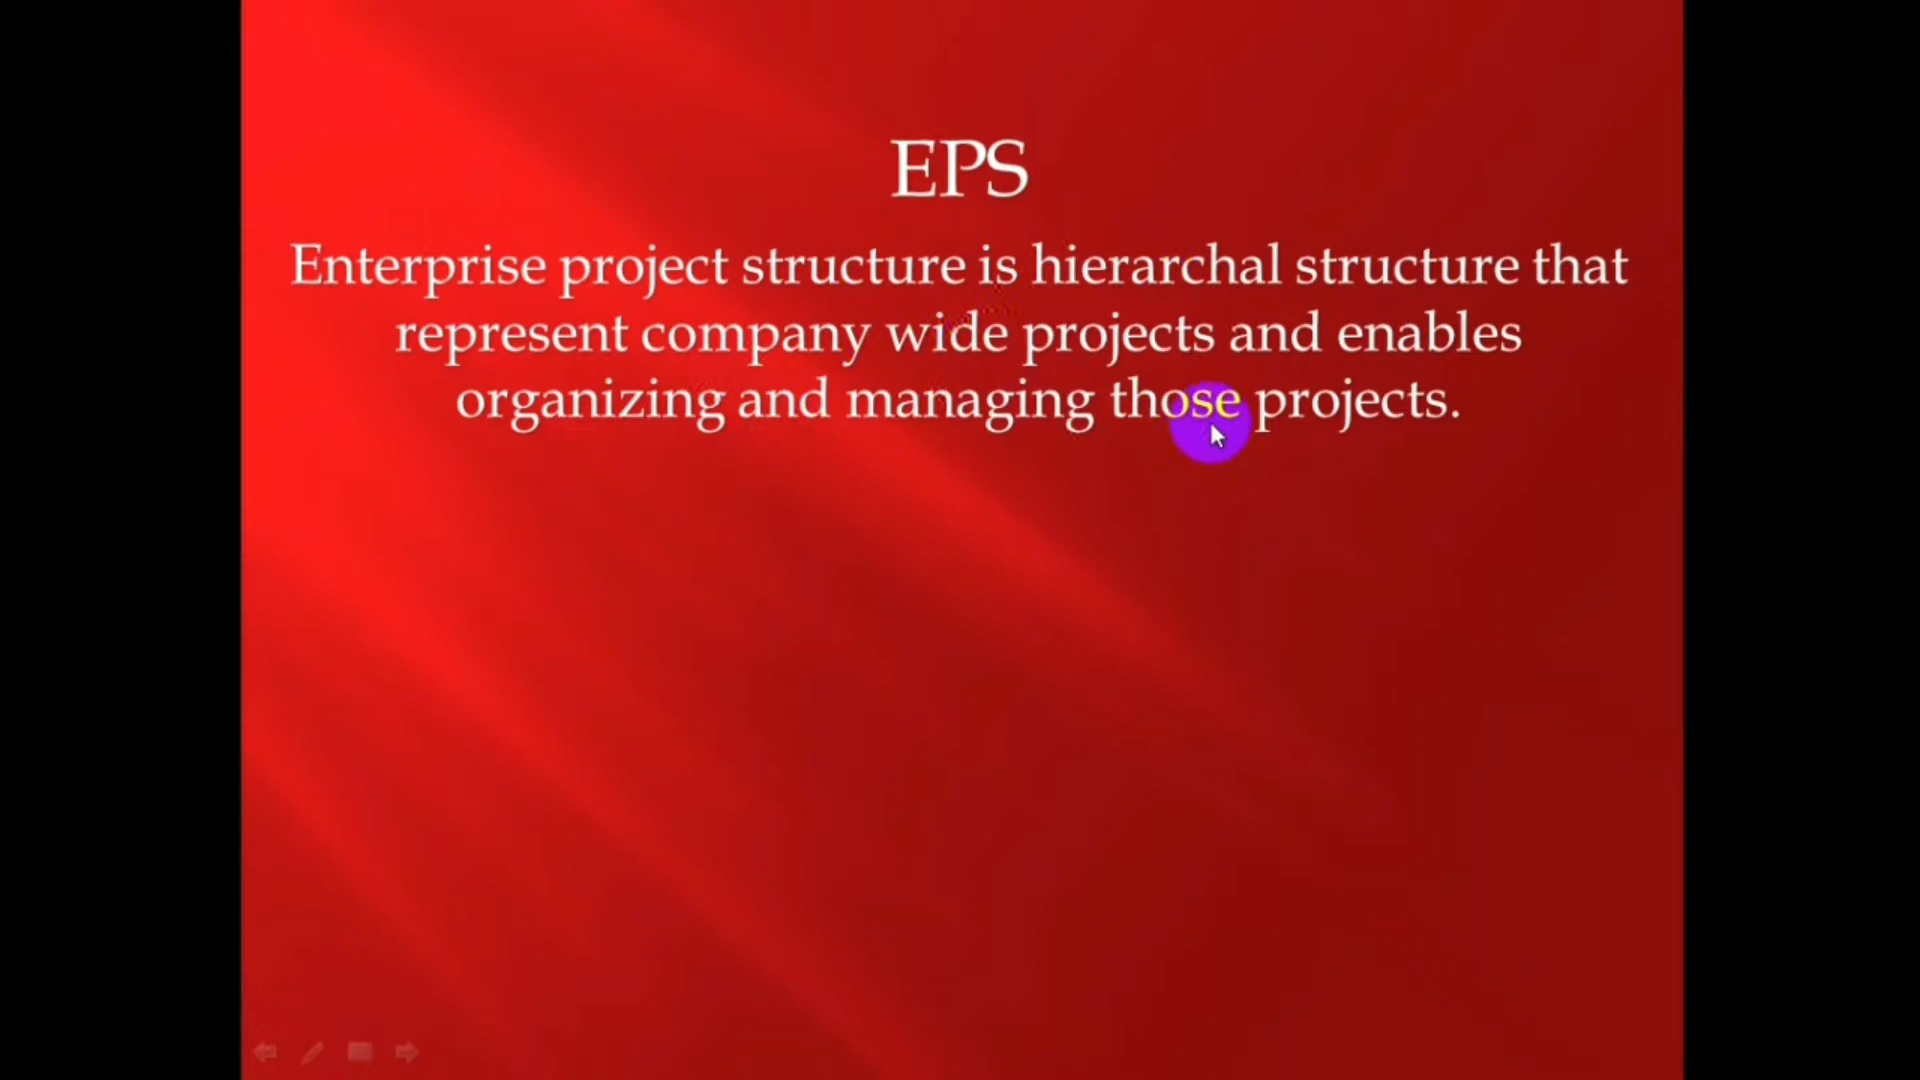 EPS
Enterprise project structure is hierarchal structure that
represent company wide projects and enables
organizing and managing those projects.